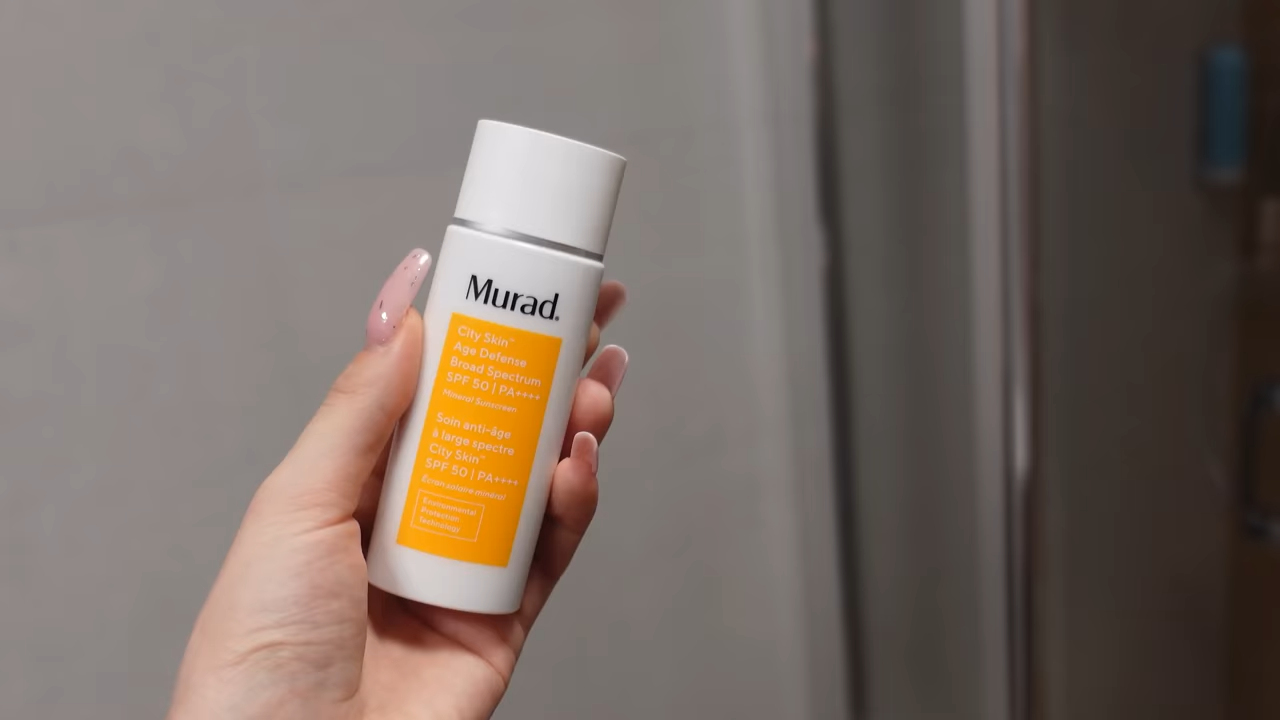 Murad.
City Skin™
Age Defense
Broad Spectrum
SPF 50 | PA++++
Mineral Sunscreen
Soin anti-âge
à large spectre
City Skin™
SPF 50 | PA++++
Écran solaire minéral
Environmental
Protection
Technology